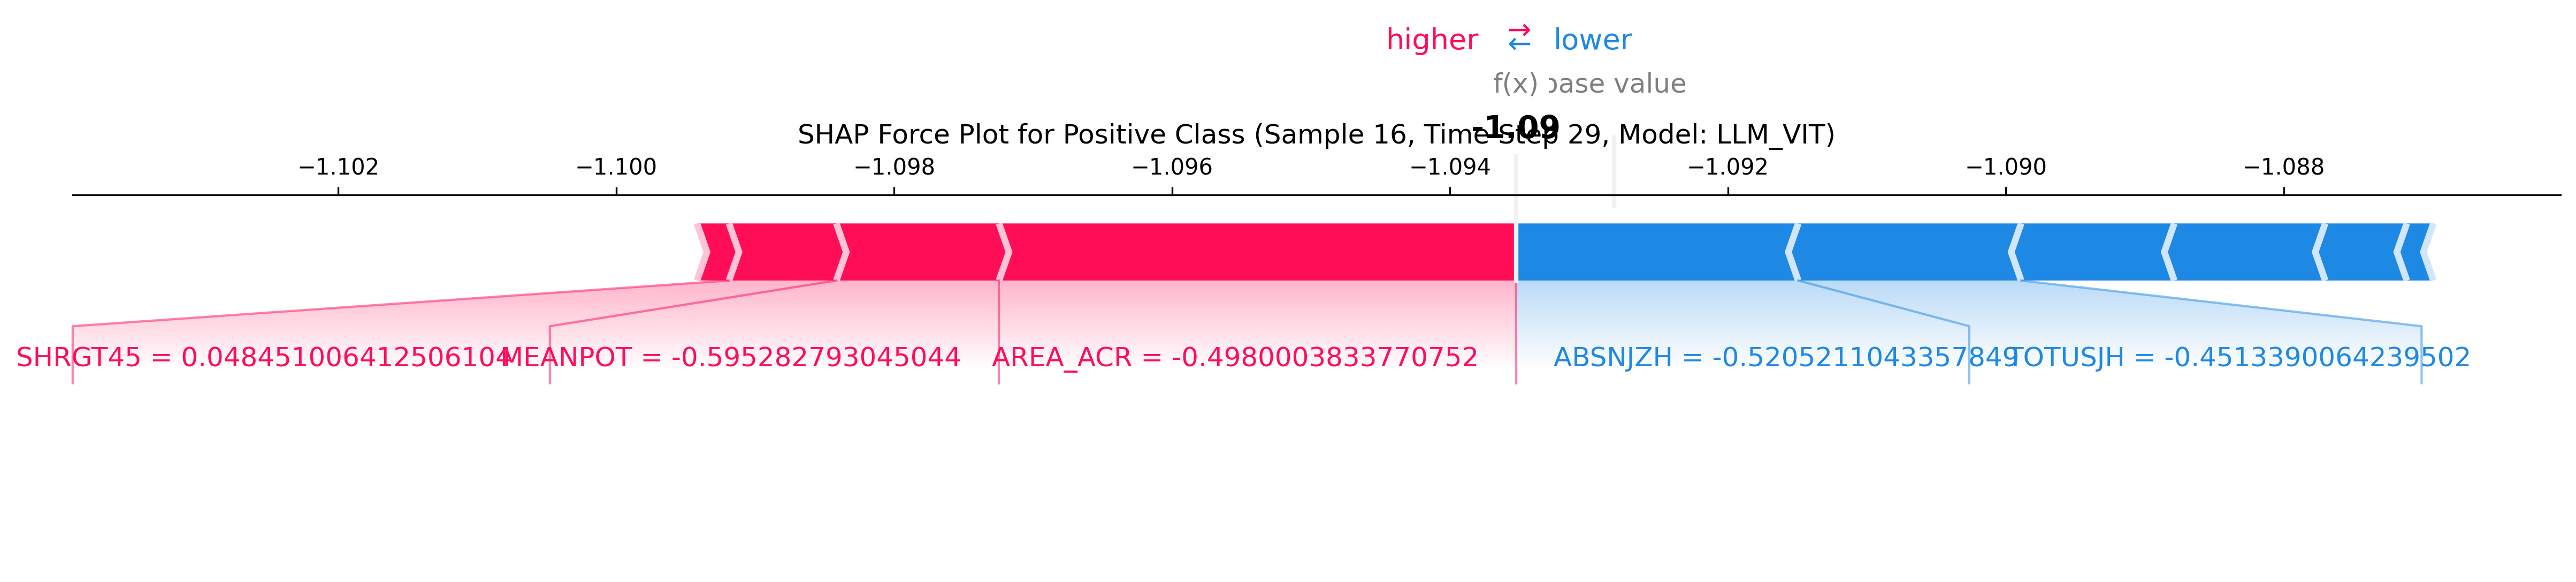 higher ⇄ lower
f(x) base value
-1.09
SHAP Force Plot for Positive Class (Sample 16, Time Step 29, Model: LLM_VIT)
−1.102 −1.100 −1.098 −1.096 −1.094 −1.092 −1.090 −1.088
SHRGT45 = 0.048451006412506104 MEANPOT = -0.595282793045044 AREA_ACR = -0.4980003833770752 ABSNJZH = -0.5205211043357849 TOTUSJH = -0.4513390064239502